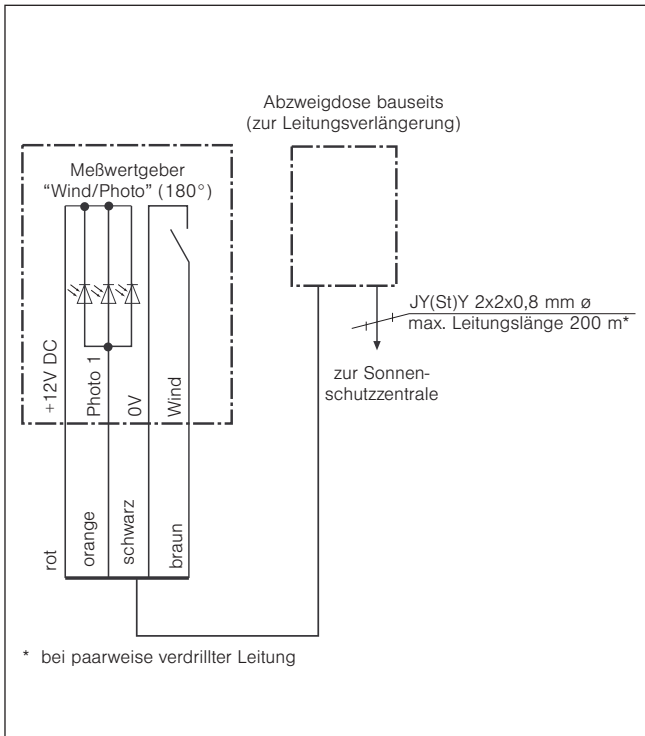 Abzweigdose bauseits
(zur Leitungsverlängerung)
Meßwertgeber
“Wind/Photo” (180°)
JY(St)Y 2x2x0,8 mm ø
max. Leitungslänge 200 m*
zur Sonnen-
schutzzentrale
+12V DC
Photo 1
0V
Wind
rot
orange
schwarz
braun
* bei paarweise verdrillter Leitung